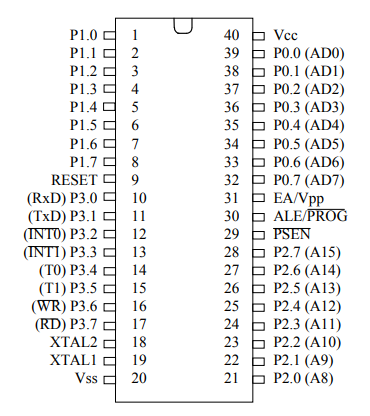 P1.0 1 40 Vcc
P1.1 2 39 P0.0 (AD0)
P1.2 3 38 P0.1 (AD1)
P1.3 4 37 P0.2 (AD2)
P1.4 5 36 P0.3 (AD3)
P1.5 6 35 P0.4 (AD4)
P1.6 7 34 P0.5 (AD5)
P1.7 8 33 P0.6 (AD6)
RESET 9 32 P0.7 (AD7)
(RxD) P3.0 10 31 EA/Vpp
(TxD) P3.1 11 30 ALE/P̅R̅O̅G̅
(I̅N̅T̅0̅) P3.2 12 29 P̅S̅E̅N̅
(I̅N̅T̅1̅) P3.3 13 28 P2.7 (A15)
(T0) P3.4 14 27 P2.6 (A14)
(T1) P3.5 15 26 P2.5 (A13)
(W̅R̅) P3.6 16 25 P2.4 (A12)
(R̅D̅) P3.7 17 24 P2.3 (A11)
XTAL2 18 23 P2.2 (A10)
XTAL1 19 22 P2.1 (A9)
Vss 20 21 P2.0 (A8)